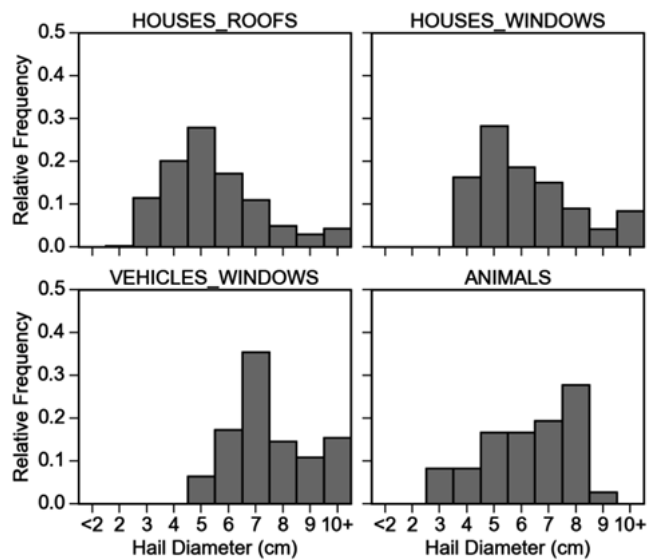 HOUSES_ROOFS
HOUSES_WINDOWS
Relative Frequency
0.5
0.4
0.3
0.2
0.1
0.0
VEHICLES_WINDOWS
ANIMALS
Relative Frequency
0.5
0.4
0.3
0.2
0.1
0.0
<2 2 3 4 5 6 7 8 9 10+
<2 2 3 4 5 6 7 8 9 10+
Hail Diameter (cm)
Hail Diameter (cm)